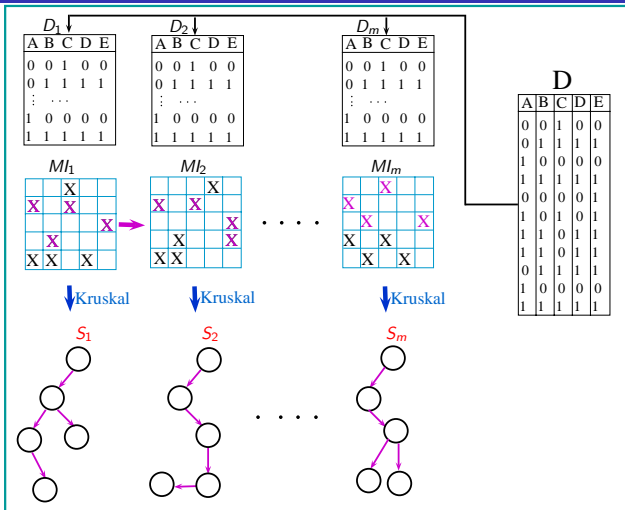 D1
A B C D E
0 0 1 0 0
0 1 1 1 1
⋮ ⋯
1 0 0 0 0
1 1 1 1 1
D2
A B C D E
0 0 1 0 0
0 1 1 1 1
⋮ ⋯
1 0 0 0 0
1 1 1 1 1
Dm
A B C D E
0 0 1 0 0
0 1 1 1 1
⋮ ⋯
1 0 0 0 0
1 1 1 1 1
D
A B C D E
0 0 1 0 0
0 1 1 1 1
1 0 0 0 0
1 1 1 1 1
0 0 0 0 1
1 0 1 0 1
1 1 0 1 1
1 1 1 0 1
0 1 1 1 1
1 0 0 0 1
1 1 1 1 1
MI1
X
X X
X
X
X X X
MI2
X
X X
X
X X
X X
. . . .
MIm
X
X
X X
X X
X X
Kruskal
Kruskal
Kruskal
S1
S2
. . . .
Sm